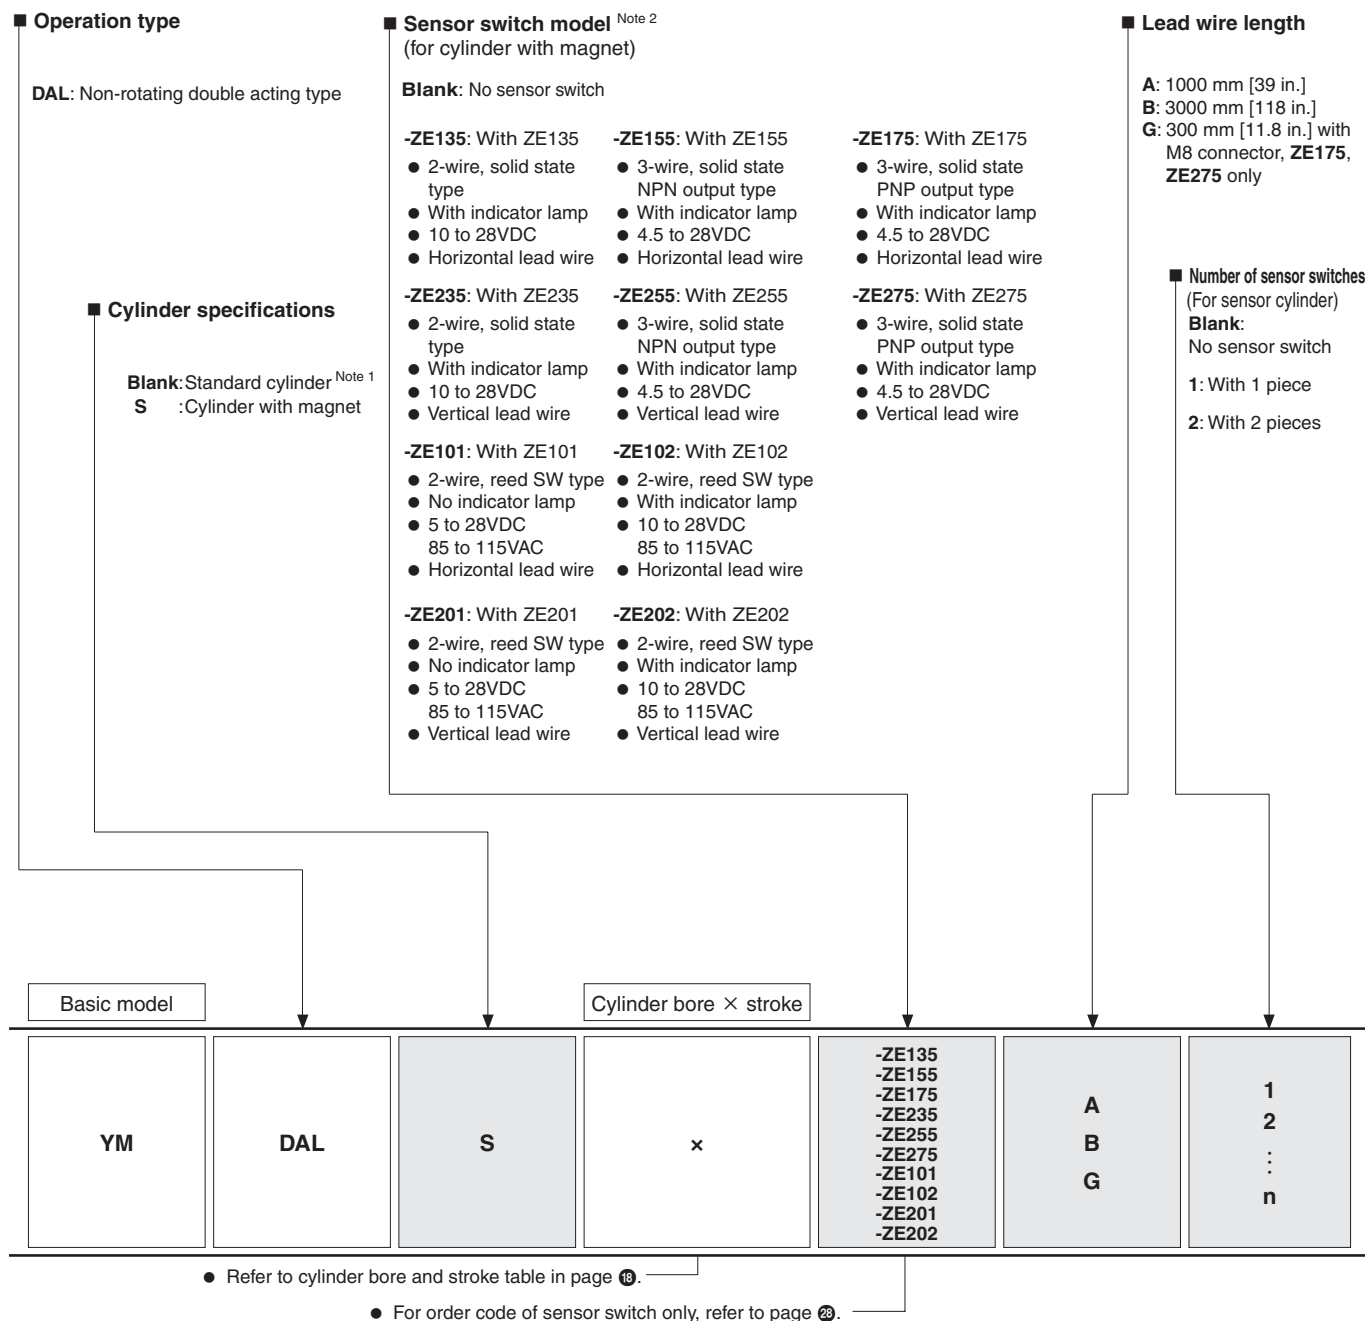 ■ Operation type
DAL: Non-rotating double acting type
■ Cylinder specifications
Blank: Standard cylinder Note 1
S : Cylinder with magnet
■ Sensor switch model Note 2
(for cylinder with magnet)
Blank: No sensor switch
-ZE135: With ZE135
● 2-wire, solid state
type
● With indicator lamp
● 10 to 28VDC
● Horizontal lead wire
-ZE155: With ZE155
● 3-wire, solid state
NPN output type
● With indicator lamp
● 4.5 to 28VDC
● Horizontal lead wire
-ZE175: With ZE175
● 3-wire, solid state
PNP output type
● With indicator lamp
● 4.5 to 28VDC
● Horizontal lead wire
-ZE235: With ZE235
● 2-wire, solid state
type
● With indicator lamp
● 10 to 28VDC
● Vertical lead wire
-ZE255: With ZE255
● 3-wire, solid state
NPN output type
● With indicator lamp
● 4.5 to 28VDC
● Vertical lead wire
-ZE275: With ZE275
● 3-wire, solid state
PNP output type
● With indicator lamp
● 4.5 to 28VDC
● Vertical lead wire
-ZE101: With ZE101
● 2-wire, reed SW type
● No indicator lamp
● 5 to 28VDC
85 to 115VAC
● Horizontal lead wire
-ZE102: With ZE102
● 2-wire, reed SW type
● With indicator lamp
● 10 to 28VDC
85 to 115VAC
● Horizontal lead wire
-ZE201: With ZE201
● 2-wire, reed SW type
● No indicator lamp
● 5 to 28VDC
85 to 115VAC
● Vertical lead wire
-ZE202: With ZE202
● 2-wire, reed SW type
● With indicator lamp
● 10 to 28VDC
85 to 115VAC
● Vertical lead wire
■ Lead wire length
A: 1000 mm [39 in.]
B: 3000 mm [118 in.]
G: 300 mm [11.8 in.] with
M8 connector, ZE175,
ZE275 only
■ Number of sensor switches
(For sensor cylinder)
Blank:
No sensor switch
1: With 1 piece
2: With 2 pieces
Basic model
Cylinder bore × stroke
YM
DAL
S
×
-ZE135
-ZE155
-ZE175
-ZE235
-ZE255
-ZE275
-ZE101
-ZE102
-ZE201
-ZE202
A
B
G
1
2
⋮
n
● Refer to cylinder bore and stroke table in page ⓲.
● For order code of sensor switch only, refer to page 28.